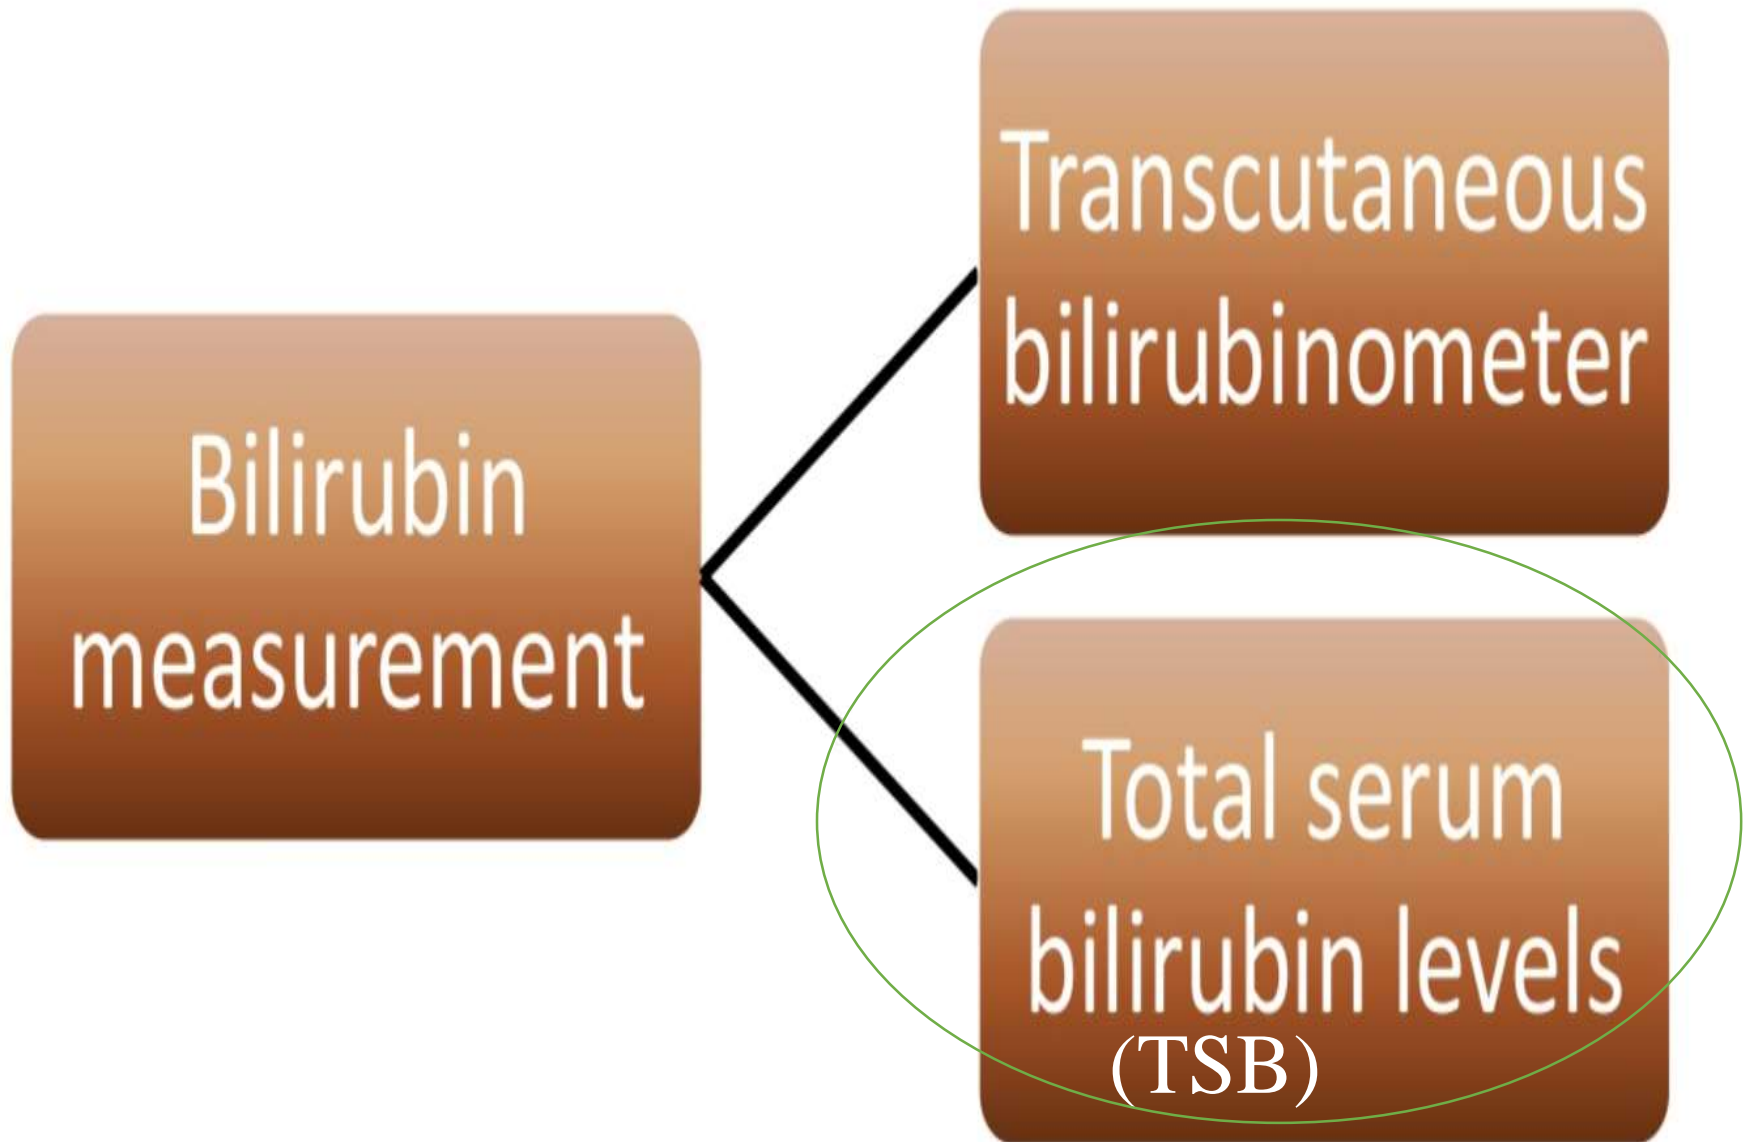 Bilirubin
measurement
Transcutaneous
bilirubinometer
Total serum
bilirubin levels
(TSB)